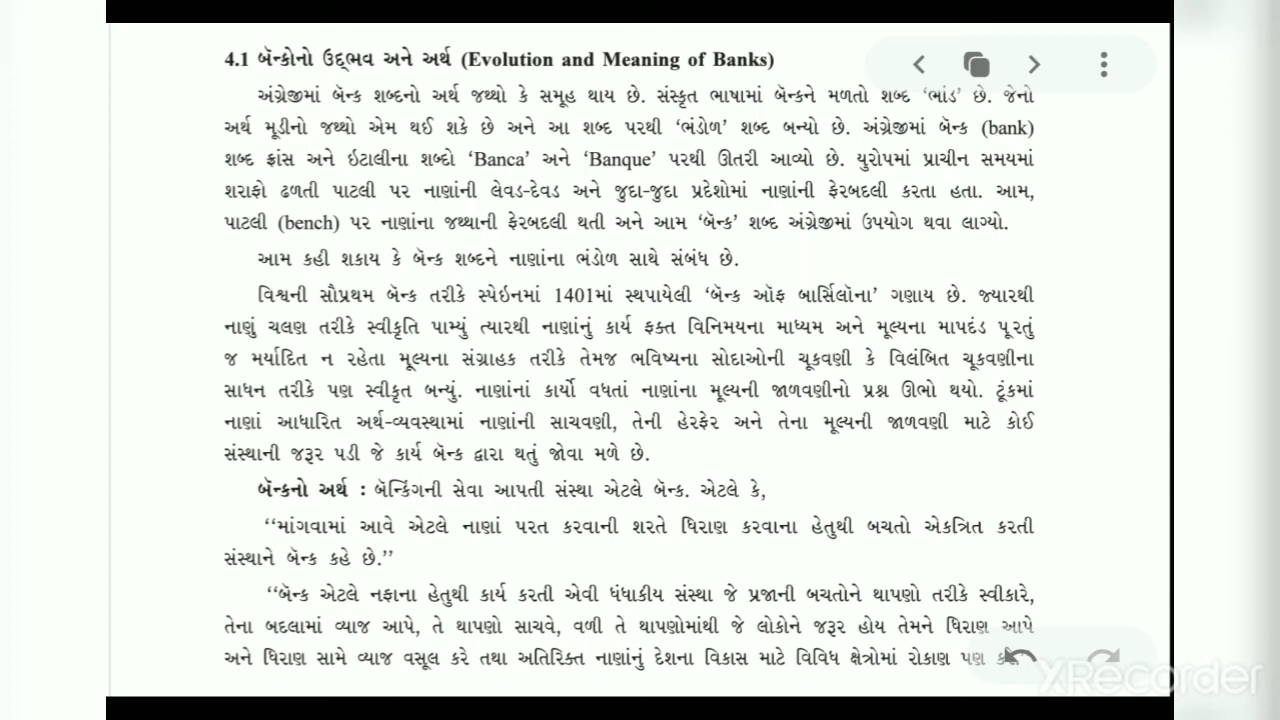 4.1 બૅન્કોનો ઉદ્ભવ અને અર્થ (Evolution and Meaning of Banks)
અંગ્રેજીમાં બૅન્ક શબ્દનો અર્થ જથ્થો કે સમૂહ થાય છે. સંસ્કૃત ભાષામાં બૅન્કને મળતો શબ્દ ‘ભાંડ’ છે. જેનો
અર્થ મૂડીનો જથ્થો એમ થઈ શકે છે અને આ શબ્દ પરથી ‘ભંડોળ’ શબ્દ બન્યો છે. અંગ્રેજીમાં બૅન્ક (bank)
શબ્દ ફ્રાંસ અને ઇટાલીના શબ્દો ‘Banca’ અને ‘Banque’ પરથી ઊતરી આવ્યો છે. યુરોપમાં પ્રાચીન સમયમાં
શરાફો ઢળતી પાટલી પર નાણાંની લેવડ-દેવડ અને જુદા-જુદા પ્રદેશોમાં નાણાંની ફેરબદલી કરતા હતા. આમ,
પાટલી (bench) પર નાણાંના જથ્થાની ફેરબદલી થતી અને આમ ‘બૅન્ક’ શબ્દ અંગ્રેજીમાં ઉપયોગ થવા લાગ્યો.
આમ કહી શકાય કે બૅન્ક શબ્દને નાણાંના ભંડોળ સાથે સંબંધ છે.
વિશ્વની સૌપ્રથમ બૅન્ક તરીકે સ્પેઇનમાં 1401માં સ્થપાયેલી ‘બૅન્ક ઑફ બાર્સિલૉના’ ગણાય છે. જ્યારથી
નાણું ચલણ તરીકે સ્વીકૃતિ પામ્યું ત્યારથી નાણાંનું કાર્ય ફક્ત વિનિમયના માધ્યમ અને મૂલ્યના માપદંડ પૂરતું
જ મર્યાદિત ન રહેતા મૂલ્યના સંગ્રાહક તરીકે તેમજ ભવિષ્યના સોદાઓની ચૂકવણી કે વિલંબિત ચૂકવણીના
સાધન તરીકે પણ સ્વીકૃત બન્યું. નાણાંનાં કાર્યો વધતાં નાણાંના મૂલ્યની જાળવણીનો પ્રશ્ન ઊભો થયો. ટૂંકમાં
નાણાં આધારિત અર્થ-વ્યવસ્થામાં નાણાંની સાચવણી, તેની હેરફેર અને તેના મૂલ્યની જાળવણી માટે કોઈ
સંસ્થાની જરૂર પડી જે કાર્ય બૅન્ક દ્વારા થતું જોવા મળે છે.
બૅન્કનો અર્થ : બૅન્કિંગની સેવા આપતી સંસ્થા એટલે બૅન્ક. એટલે કે,
‘‘માંગવામાં આવે એટલે નાણાં પરત કરવાની શરતે ધિરાણ કરવાના હેતુથી બચતો એકત્રિત કરતી
સંસ્થાને બૅન્ક કહે છે.’’
‘‘બૅન્ક એટલે નફાના હેતુથી કાર્ય કરતી એવી ધંધાકીય સંસ્થા જે પ્રજાની બચતોને થાપણો તરીકે સ્વીકારે,
તેના બદલામાં વ્યાજ આપે, તે થાપણો સાચવે, વળી તે થાપણોમાંથી જે લોકોને જરૂર હોય તેમને ધિરાણ આપે
અને ધિરાણ સામે વ્યાજ વસૂલ કરે તથા અતિરિક્ત નાણાંનું દેશના વિકાસ માટે વિવિધ ક્ષેત્રોમાં રોકાણ પણ
XRecorder